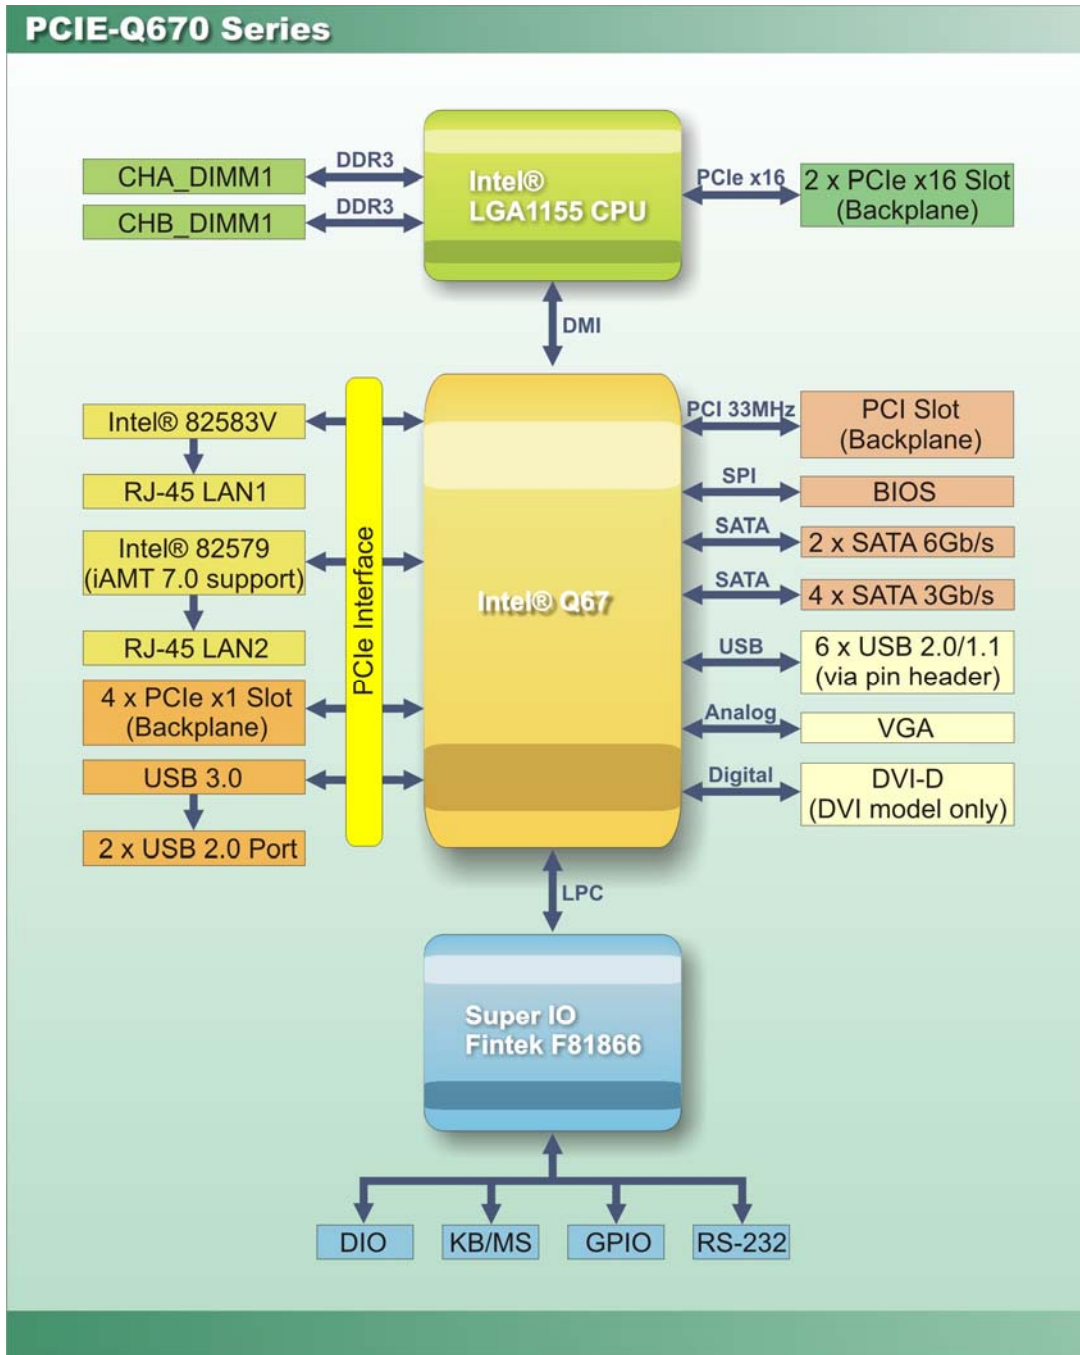 PCIE-Q670 Series
CHA_DIMM1
DDR3
CHB_DIMM1
DDR3
Intel®
LGA1155 CPU
PCIe x16
2 x PCIe x16 Slot
(Backplane)
DMI
Intel® 82583V
RJ-45 LAN1
Intel® 82579
(iAMT 7.0 support)
RJ-45 LAN2
4 x PCIe x1 Slot
(Backplane)
USB 3.0
2 x USB 2.0 Port
PCIe Interface
Intel® Q67
PCI 33MHz
PCI Slot
(Backplane)
SPI
BIOS
SATA
2 x SATA 6Gb/s
SATA
4 x SATA 3Gb/s
USB
6 x USB 2.0/1.1
(via pin header)
Analog
VGA
Digital
DVI-D
(DVI model only)
LPC
Super IO
Fintek F81866
DIO
KB/MS
GPIO
RS-232